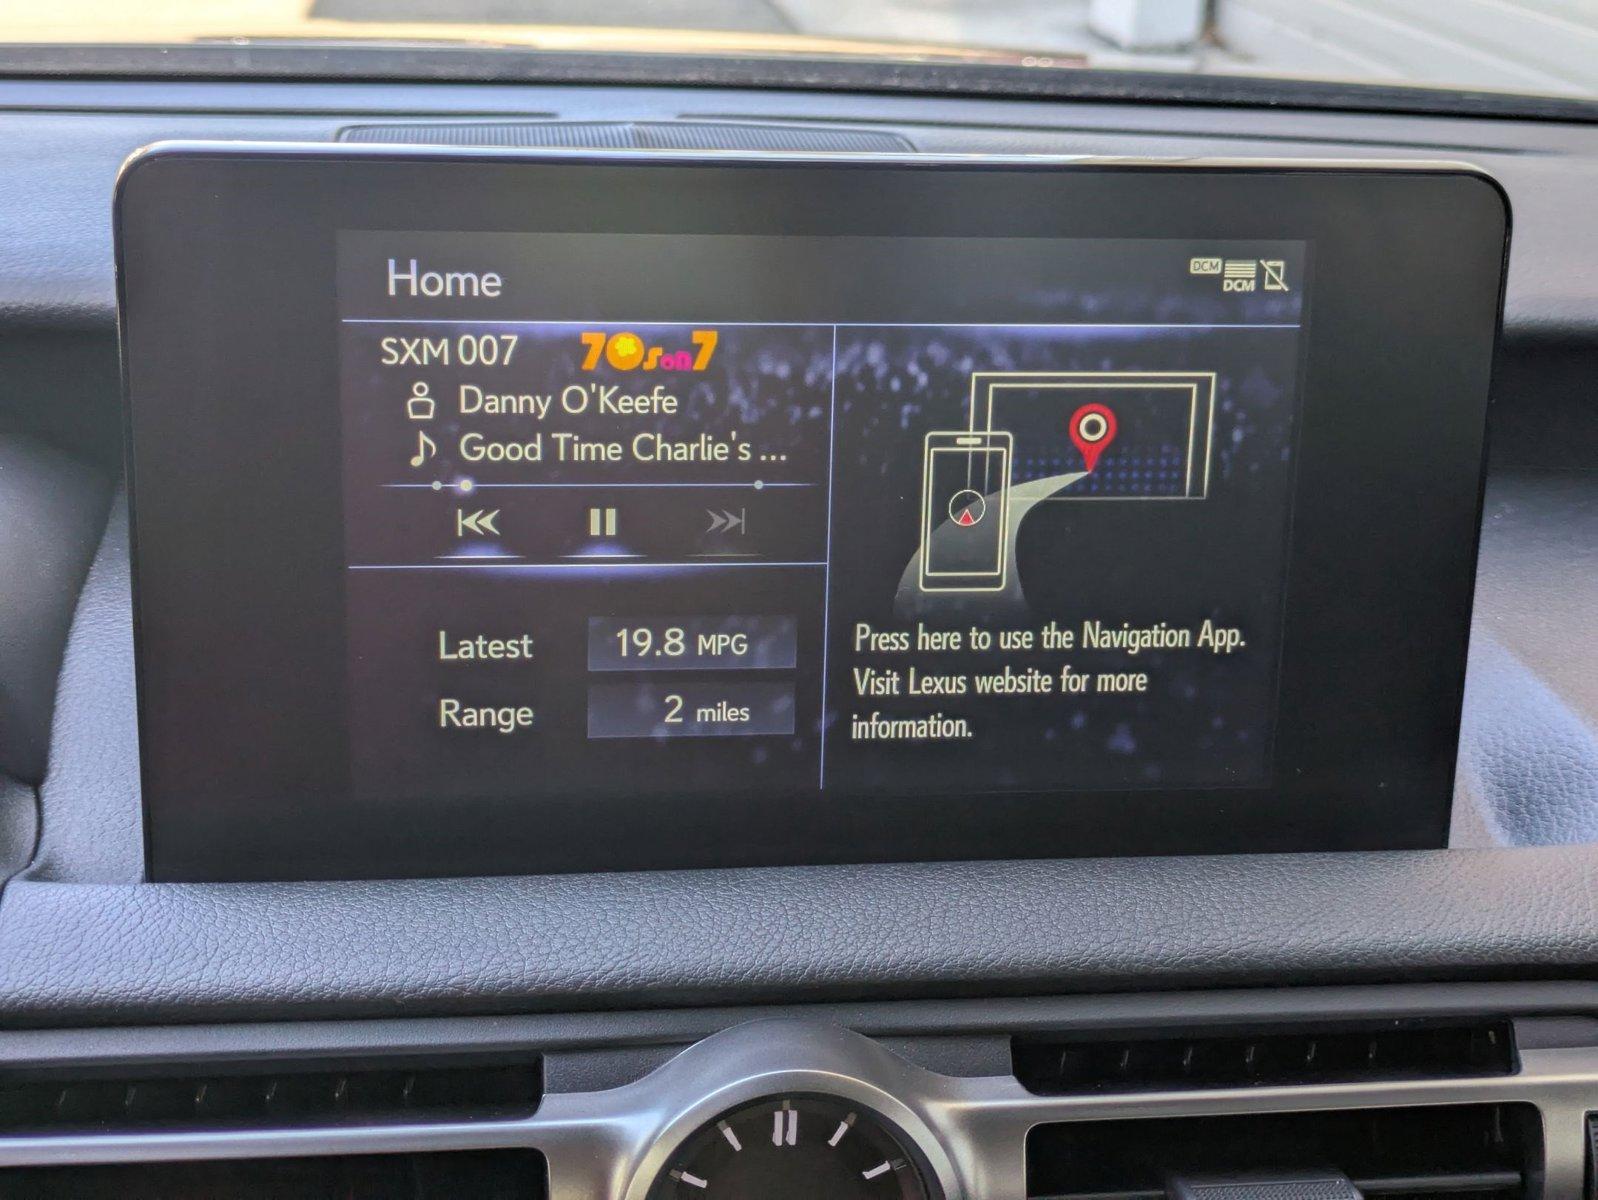 Home
DCM
DCM
SXM 007
70s on 7
Danny O'Keefe
Good Time Charlie's ...
Latest 19.8 MPG
Range 2 miles
Press here to use the Navigation App.
Visit Lexus website for more
information.